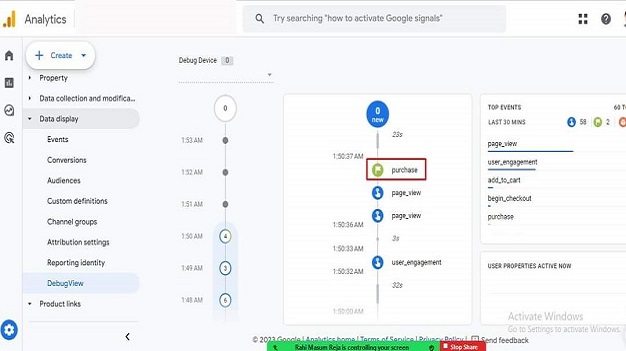 Analytics
Try searching "how to activate Google signals"
Create
Property
Data collection and modifica...
Data display
Events
Conversions
Audiences
Custom definitions
Channel groups
Attribution settings
Reporting identity
DebugView
Product links
Debug Device 0
0
1:53 AM
1:52 AM
1:51 AM
1:50 AM
4
1:49 AM
3
1:48 AM
6
0
new
23s
1:50:37 AM
purchase
page_view
page_view
1:50:36 AM
3s
1:50:33 AM
1:50:32 AM
user_engagement
32s
1:50:00 AM
TOP EVENTS
60 TO
LAST 30 MINS
58
2
page_view
user_engagement
add_to_cart
begin_checkout
purchase
USER PROPERTIES ACTIVE NOW
Activate Windows
Go to Settings to activate Windows.
© 2023 Google | Analytics home | Terms of Service | Privacy Policy |
Send feedback
Rahi Masum Reja is controlling your screen
Stop Share